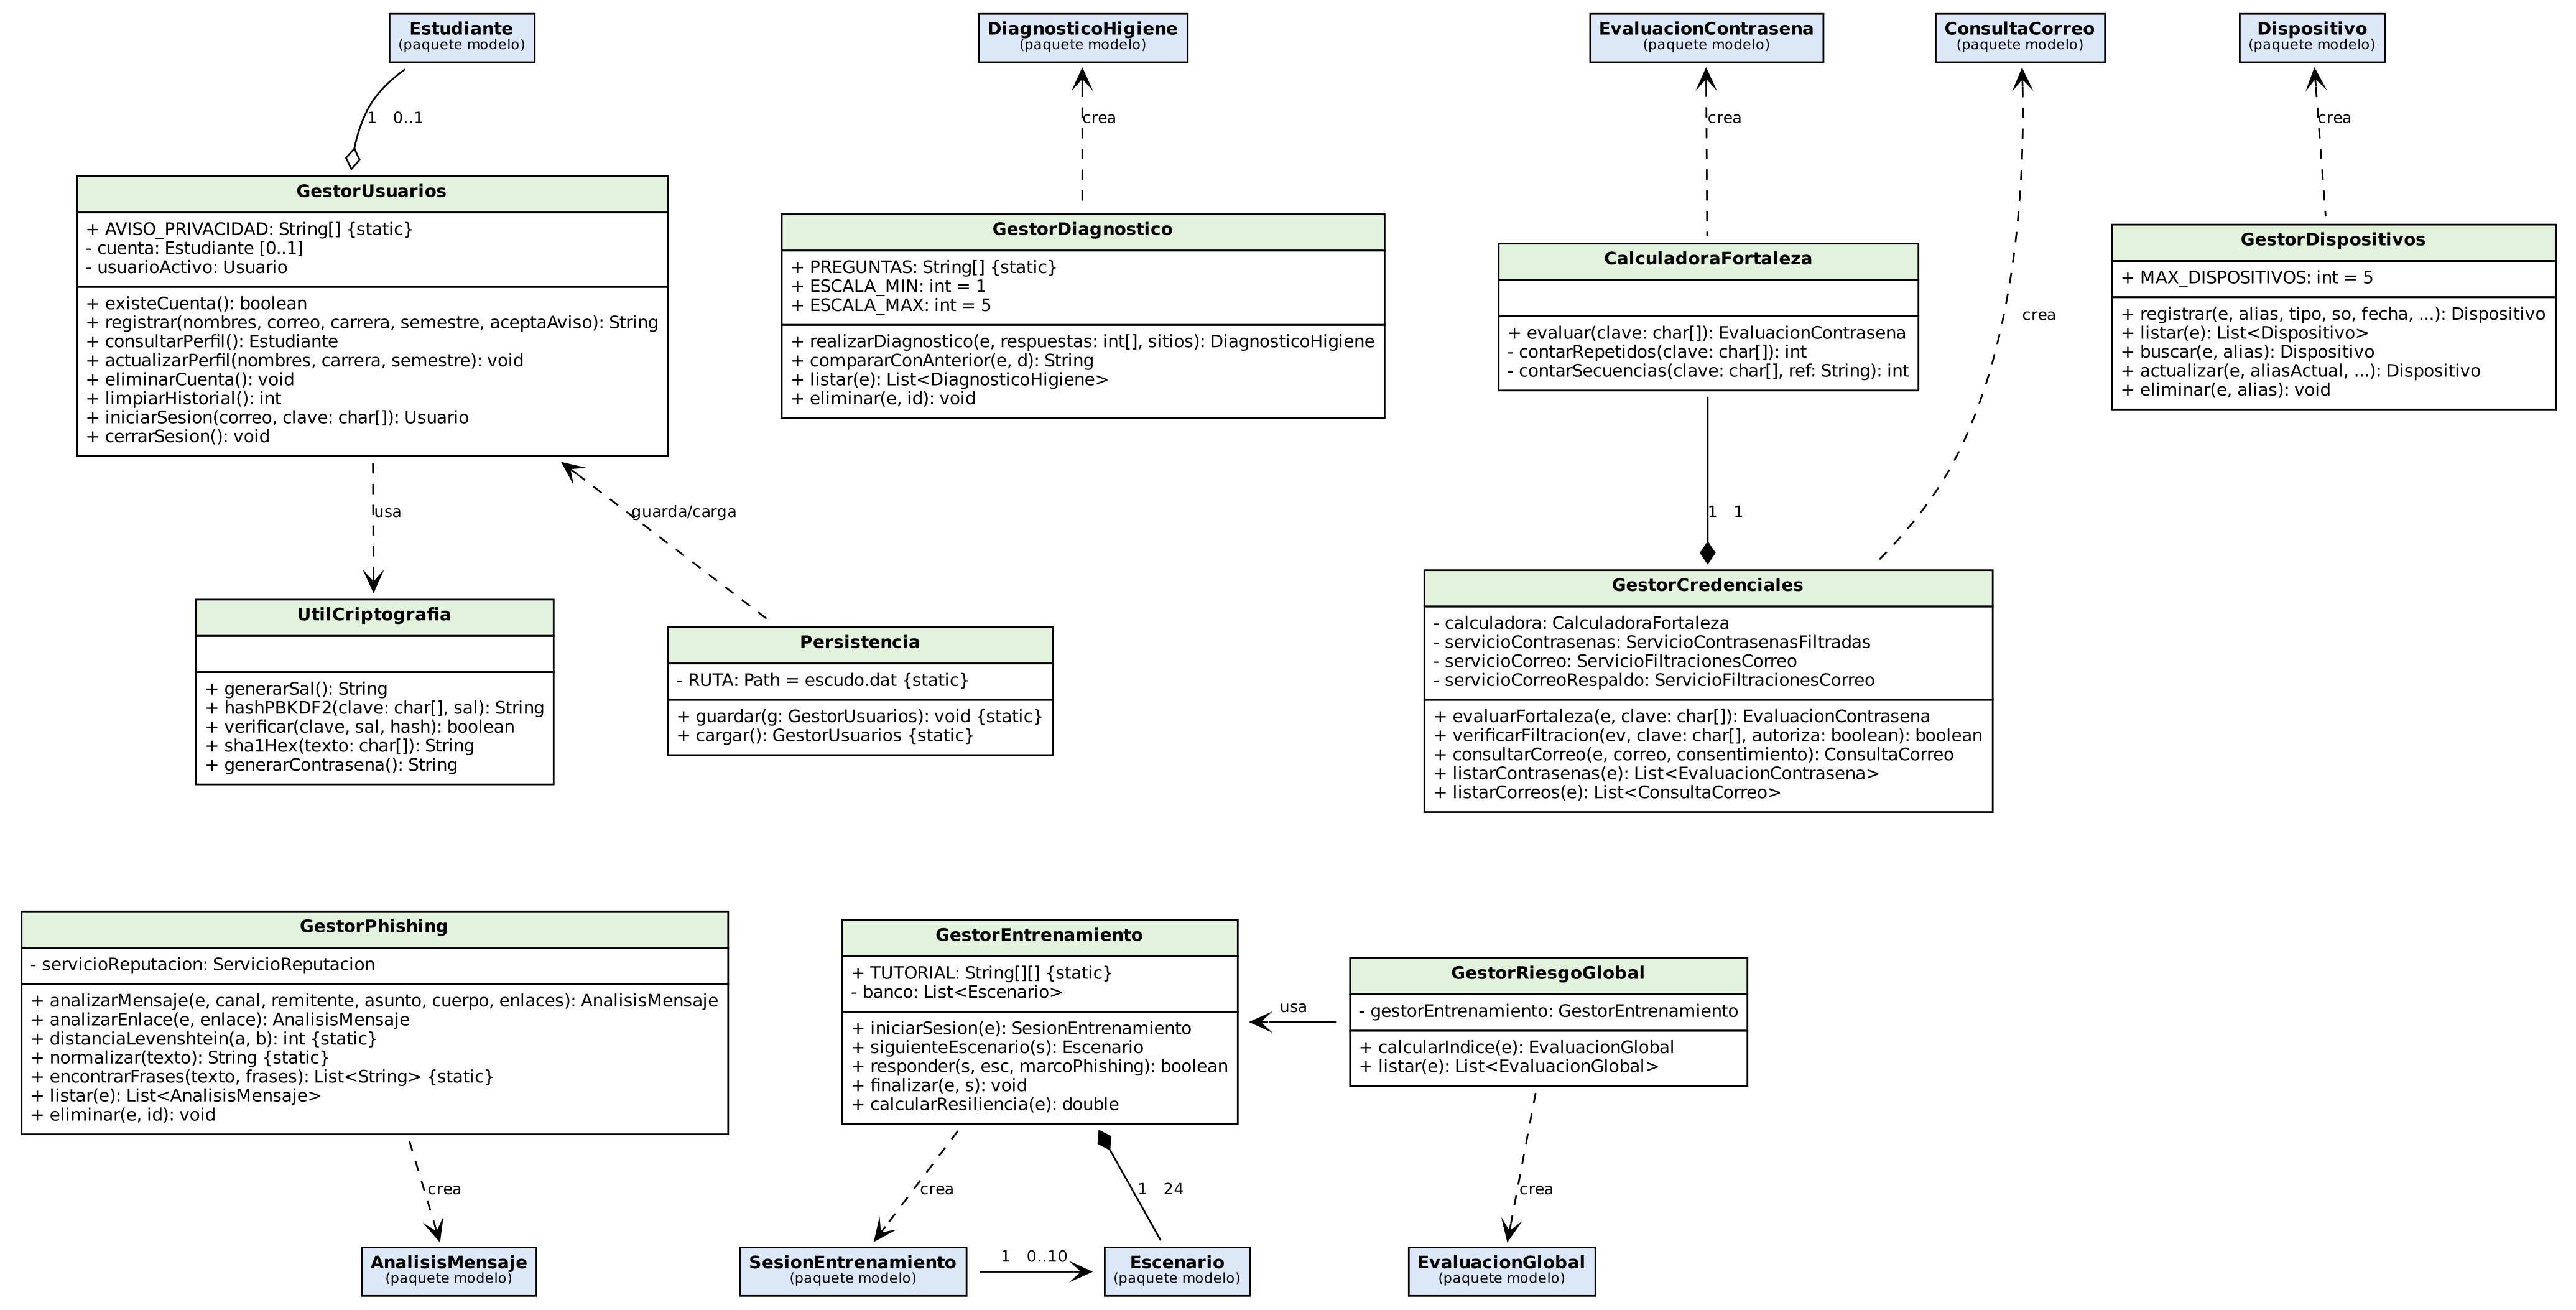 Estudiante
(paquete modelo)
DiagnosticoHigiene
(paquete modelo)
EvaluacionContrasena
(paquete modelo)
ConsultaCorreo
(paquete modelo)
Dispositivo
(paquete modelo)
1 0..1
crea
crea
crea
crea
GestorUsuarios
+ AVISO_PRIVACIDAD: String[] {static}
- cuenta: Estudiante [0..1]
- usuarioActivo: Usuario
+ existeCuenta(): boolean
+ registrar(nombres, correo, carrera, semestre, aceptaAviso): String
+ consultarPerfil(): Estudiante
+ actualizarPerfil(nombres, carrera, semestre): void
+ eliminarCuenta(): void
+ limpiarHistorial(): int
+ iniciarSesion(correo, clave: char[]): Usuario
+ cerrarSesion(): void
GestorDiagnostico
+ PREGUNTAS: String[] {static}
+ ESCALA_MIN: int = 1
+ ESCALA_MAX: int = 5
+ realizarDiagnostico(e, respuestas: int[], sitios): DiagnosticoHigiene
+ compararConAnterior(e, d): String
+ listar(e): List<DiagnosticoHigiene>
+ eliminar(e, id): void
CalculadoraFortaleza
+ evaluar(clave: char[]): EvaluacionContrasena
- contarRepetidos(clave: char[]): int
- contarSecuencias(clave: char[], ref: String): int
GestorDispositivos
+ MAX_DISPOSITIVOS: int = 5
+ registrar(e, alias, tipo, so, fecha, ...): Dispositivo
+ listar(e): List<Dispositivo>
+ buscar(e, alias): Dispositivo
+ actualizar(e, aliasActual, ...): Dispositivo
+ eliminar(e, alias): void
usa
guarda/carga
1 1
UtilCriptografia
+ generarSal(): String
+ hashPBKDF2(clave: char[], sal): String
+ verificar(clave, sal, hash): boolean
+ sha1Hex(texto: char[]): String
+ generarContrasena(): String
Persistencia
- RUTA: Path = escudo.dat {static}
+ guardar(g: GestorUsuarios): void {static}
+ cargar(): GestorUsuarios {static}
GestorCredenciales
- calculadora: CalculadoraFortaleza
- servicioContrasenas: ServicioContrasenasFiltradas
- servicioCorreo: ServicioFiltracionesCorreo
- servicioCorreoRespaldo: ServicioFiltracionesCorreo
+ evaluarFortaleza(e, clave: char[]): EvaluacionContrasena
+ verificarFiltracion(ev, clave: char[], autoriza: boolean): boolean
+ consultarCorreo(e, correo, consentimiento): ConsultaCorreo
+ listarContrasenas(e): List<EvaluacionContrasena>
+ listarCorreos(e): List<ConsultaCorreo>
GestorPhishing
- servicioReputacion: ServicioReputacion
+ analizarMensaje(e, canal, remitente, asunto, cuerpo, enlaces): AnalisisMensaje
+ analizarEnlace(e, enlace): AnalisisMensaje
+ distanciaLevenshtein(a, b): int {static}
+ normalizar(texto): String {static}
+ encontrarFrases(texto, frases): List<String> {static}
+ listar(e): List<AnalisisMensaje>
+ eliminar(e, id): void
GestorEntrenamiento
+ TUTORIAL: String[][] {static}
- banco: List<Escenario>
+ iniciarSesion(e): SesionEntrenamiento
+ siguienteEscenario(s): Escenario
+ responder(s, esc, marcoPhishing): boolean
+ finalizar(e, s): void
+ calcularResiliencia(e): double
usa
GestorRiesgoGlobal
- gestorEntrenamiento: GestorEntrenamiento
+ calcularIndice(e): EvaluacionGlobal
+ listar(e): List<EvaluacionGlobal>
crea
crea
1 24
crea
AnalisisMensaje
(paquete modelo)
SesionEntrenamiento
(paquete modelo)
1 0..10
Escenario
(paquete modelo)
EvaluacionGlobal
(paquete modelo)